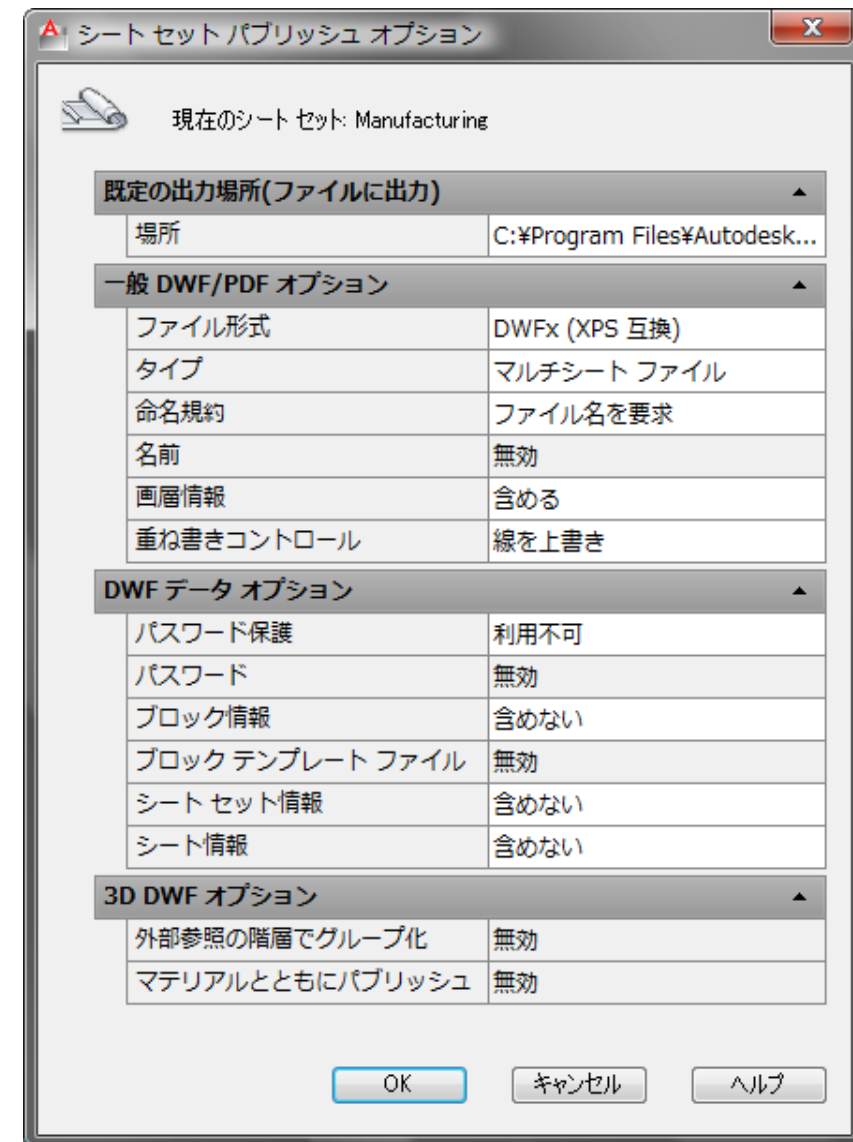 シート セット パブリッシュ オプション
現在のシート セット: Manufacturing
既定の出力場所(ファイルに出力)
場所 C:¥Program Files¥Autodesk...
一般 DWF/PDF オプション
ファイル形式 DWFx (XPS 互換)
タイプ マルチシート ファイル
命名規約 ファイル名を要求
名前 無効
画層情報 含める
重ね書きコントロール 線を上書き
DWF データ オプション
パスワード保護 利用不可
パスワード 無効
ブロック情報 含めない
ブロック テンプレート ファイル 無効
シート セット情報 含めない
シート情報 含めない
3D DWF オプション
外部参照の階層でグループ化 無効
マテリアルとともにパブリッシュ 無効
OK キャンセル ヘルプ